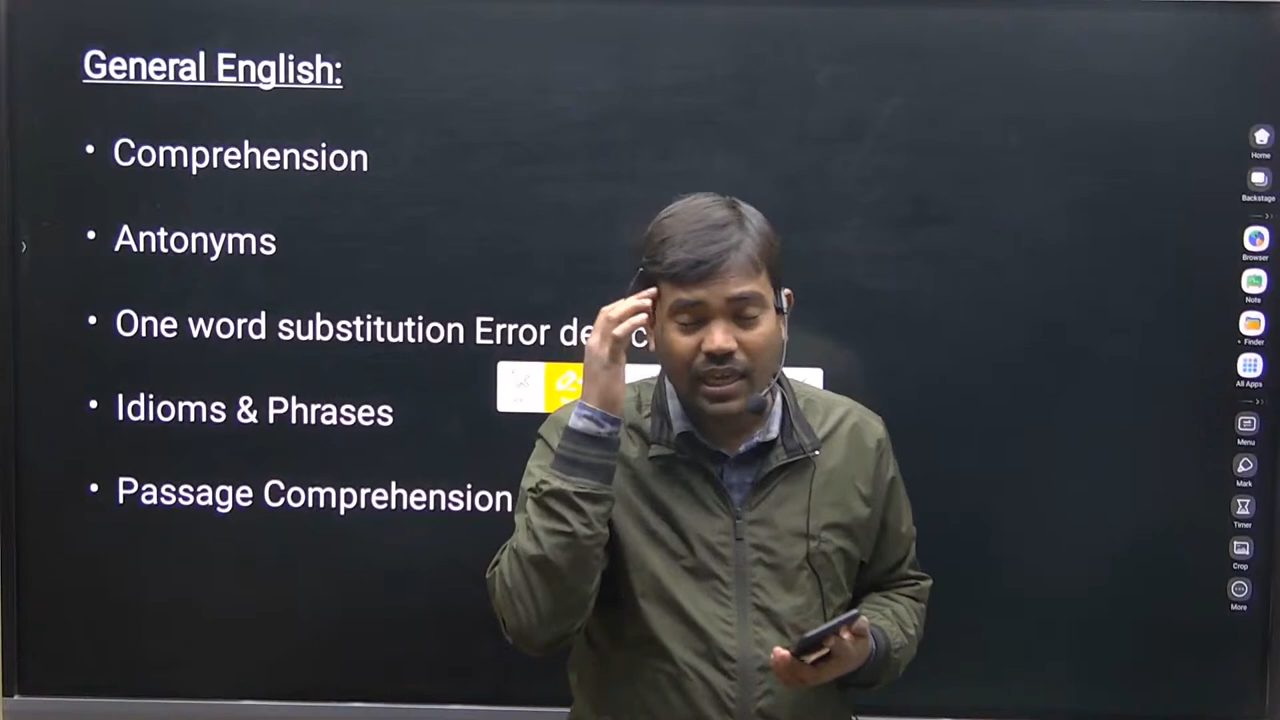 General English:
• Comprehension
• Antonyms
• One word substitution Error de
• Idioms & Phrases
• Passage Comprehension
Home
Backstage
Browser
Note
Finder
All Apps
Menu
Mark
Timer
Crop
More